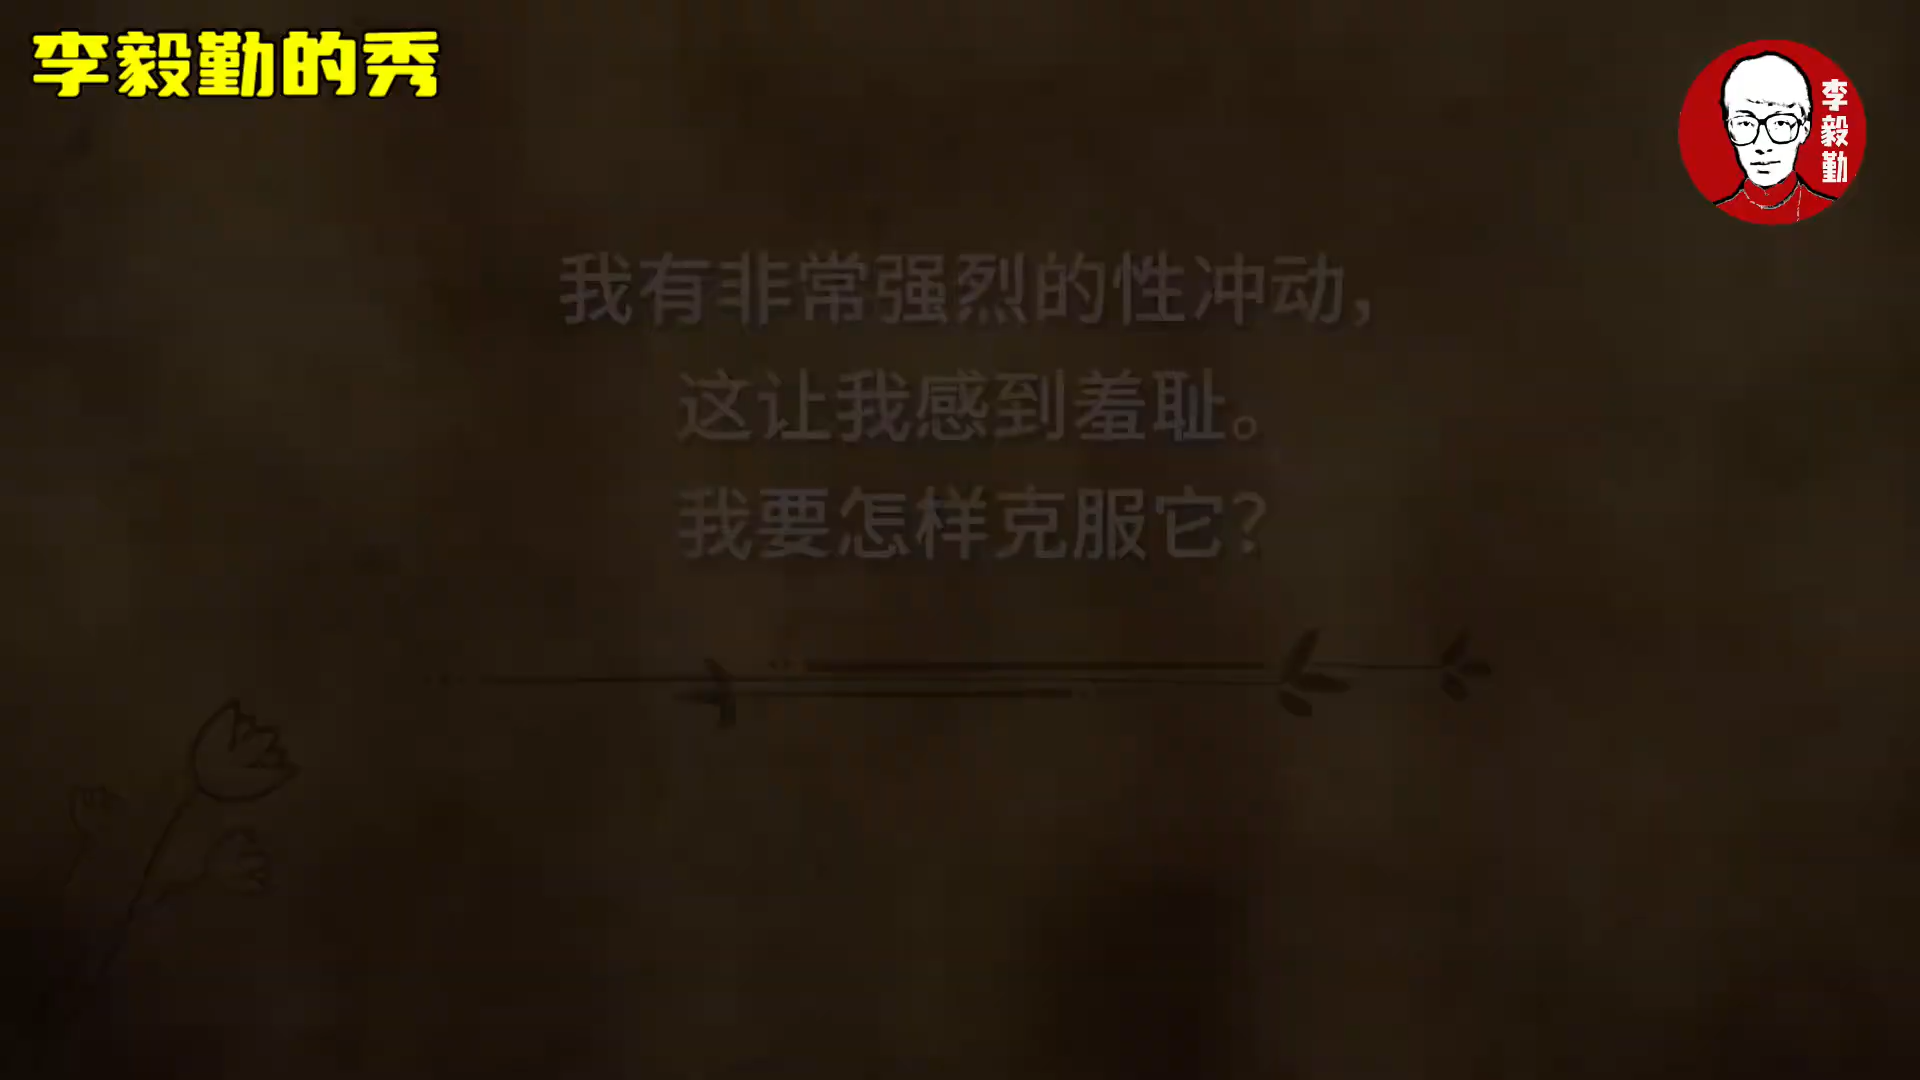 李毅勤的秀
李毅勤
我有非常强烈的性冲动，
这让我感到羞耻。
我要怎样克服它？